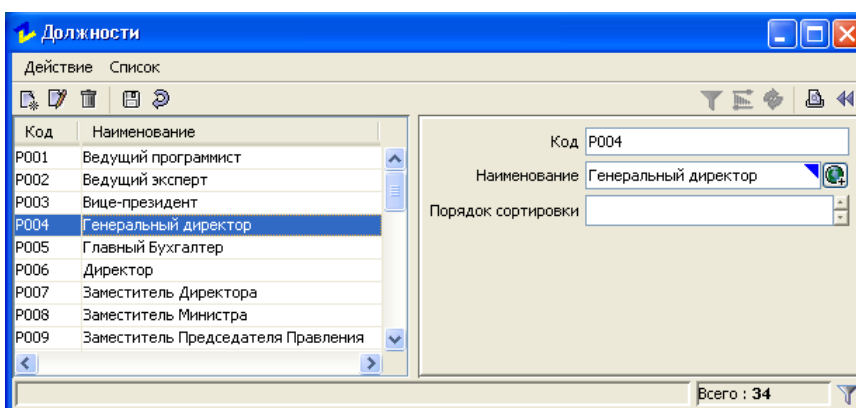 Должности
Действие Список
Код Наименование
P001 Ведущий программист
P002 Ведущий эксперт
P003 Вице-президент
P004 Генеральный директор
P005 Главный Бухгалтер
P006 Директор
P007 Заместитель Директора
P008 Заместитель Министра
P009 Заместитель Председателя Правления
Код P004
Наименование Генеральный директор
Порядок сортировки
Всего : 34